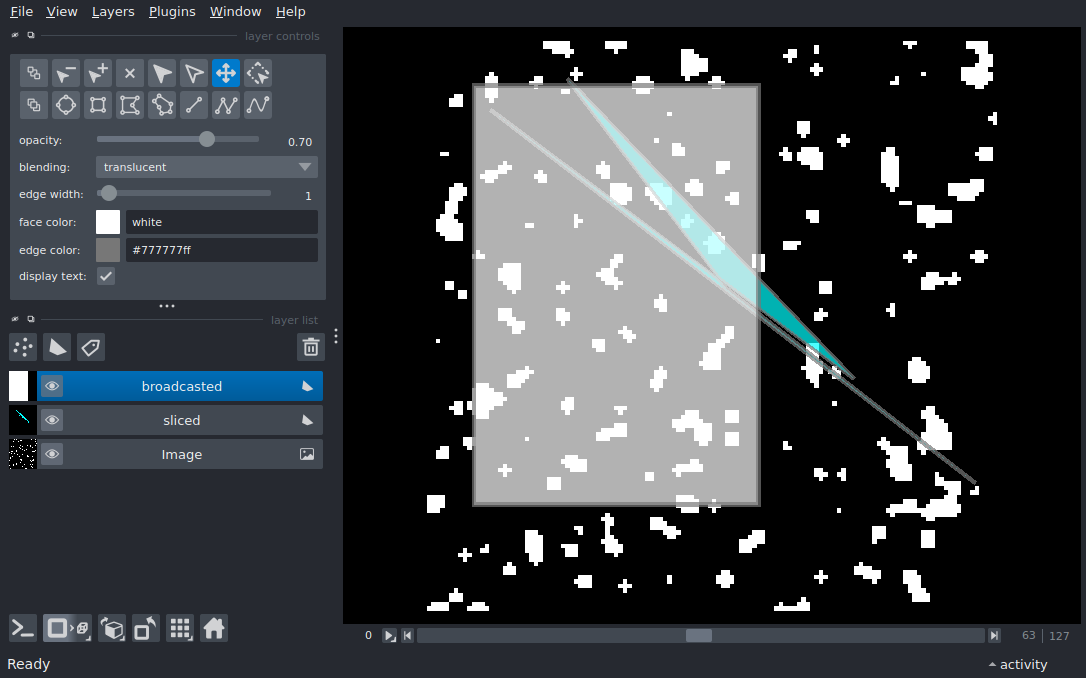 File View Layers Plugins Window Help
layer controls
opacity: 0.70
blending: translucent
edge width: 1
face color: white
edge color: #777777ff
display text:
layer list
broadcasted
sliced
Image
0 63 127
Ready activity